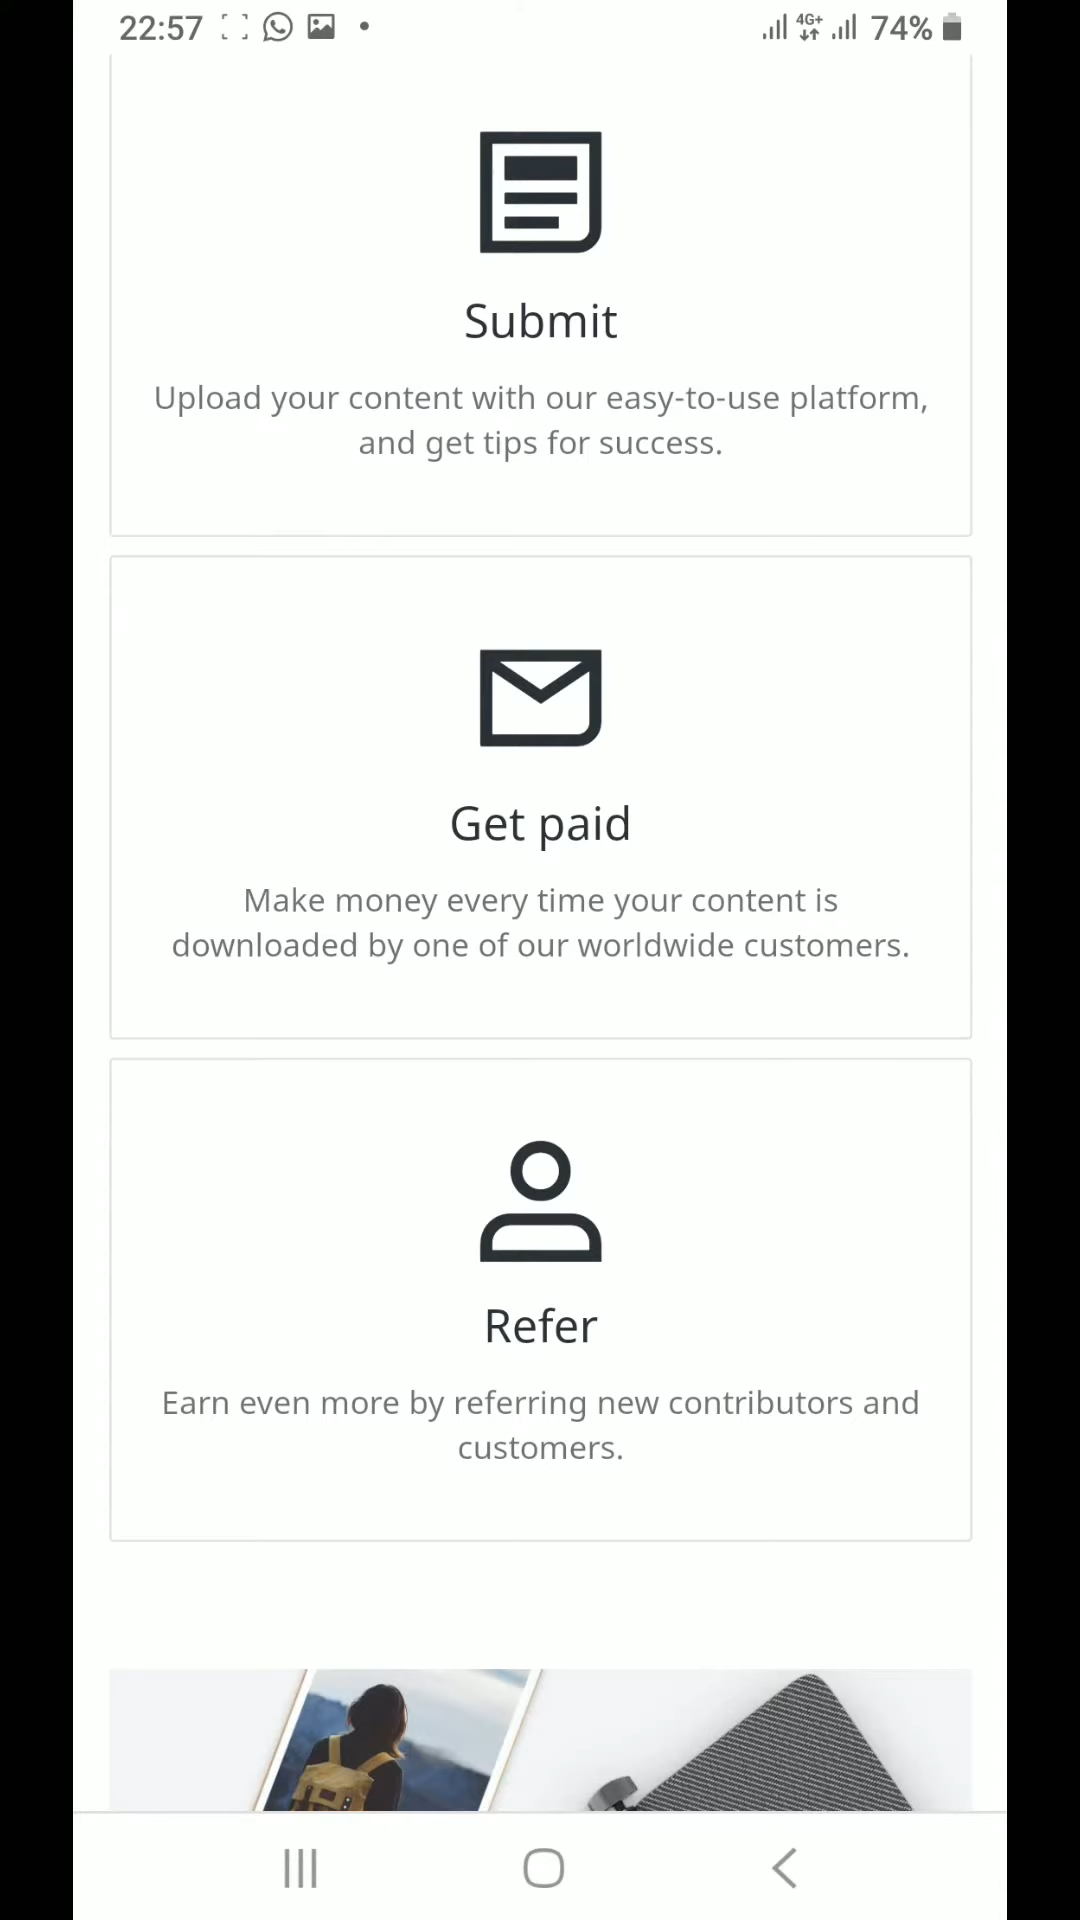 22:57
4G+
74%
Submit
Upload your content with our easy-to-use platform,
and get tips for success.
Get paid
Make money every time your content is
downloaded by one of our worldwide customers.
Refer
Earn even more by referring new contributors and
customers.